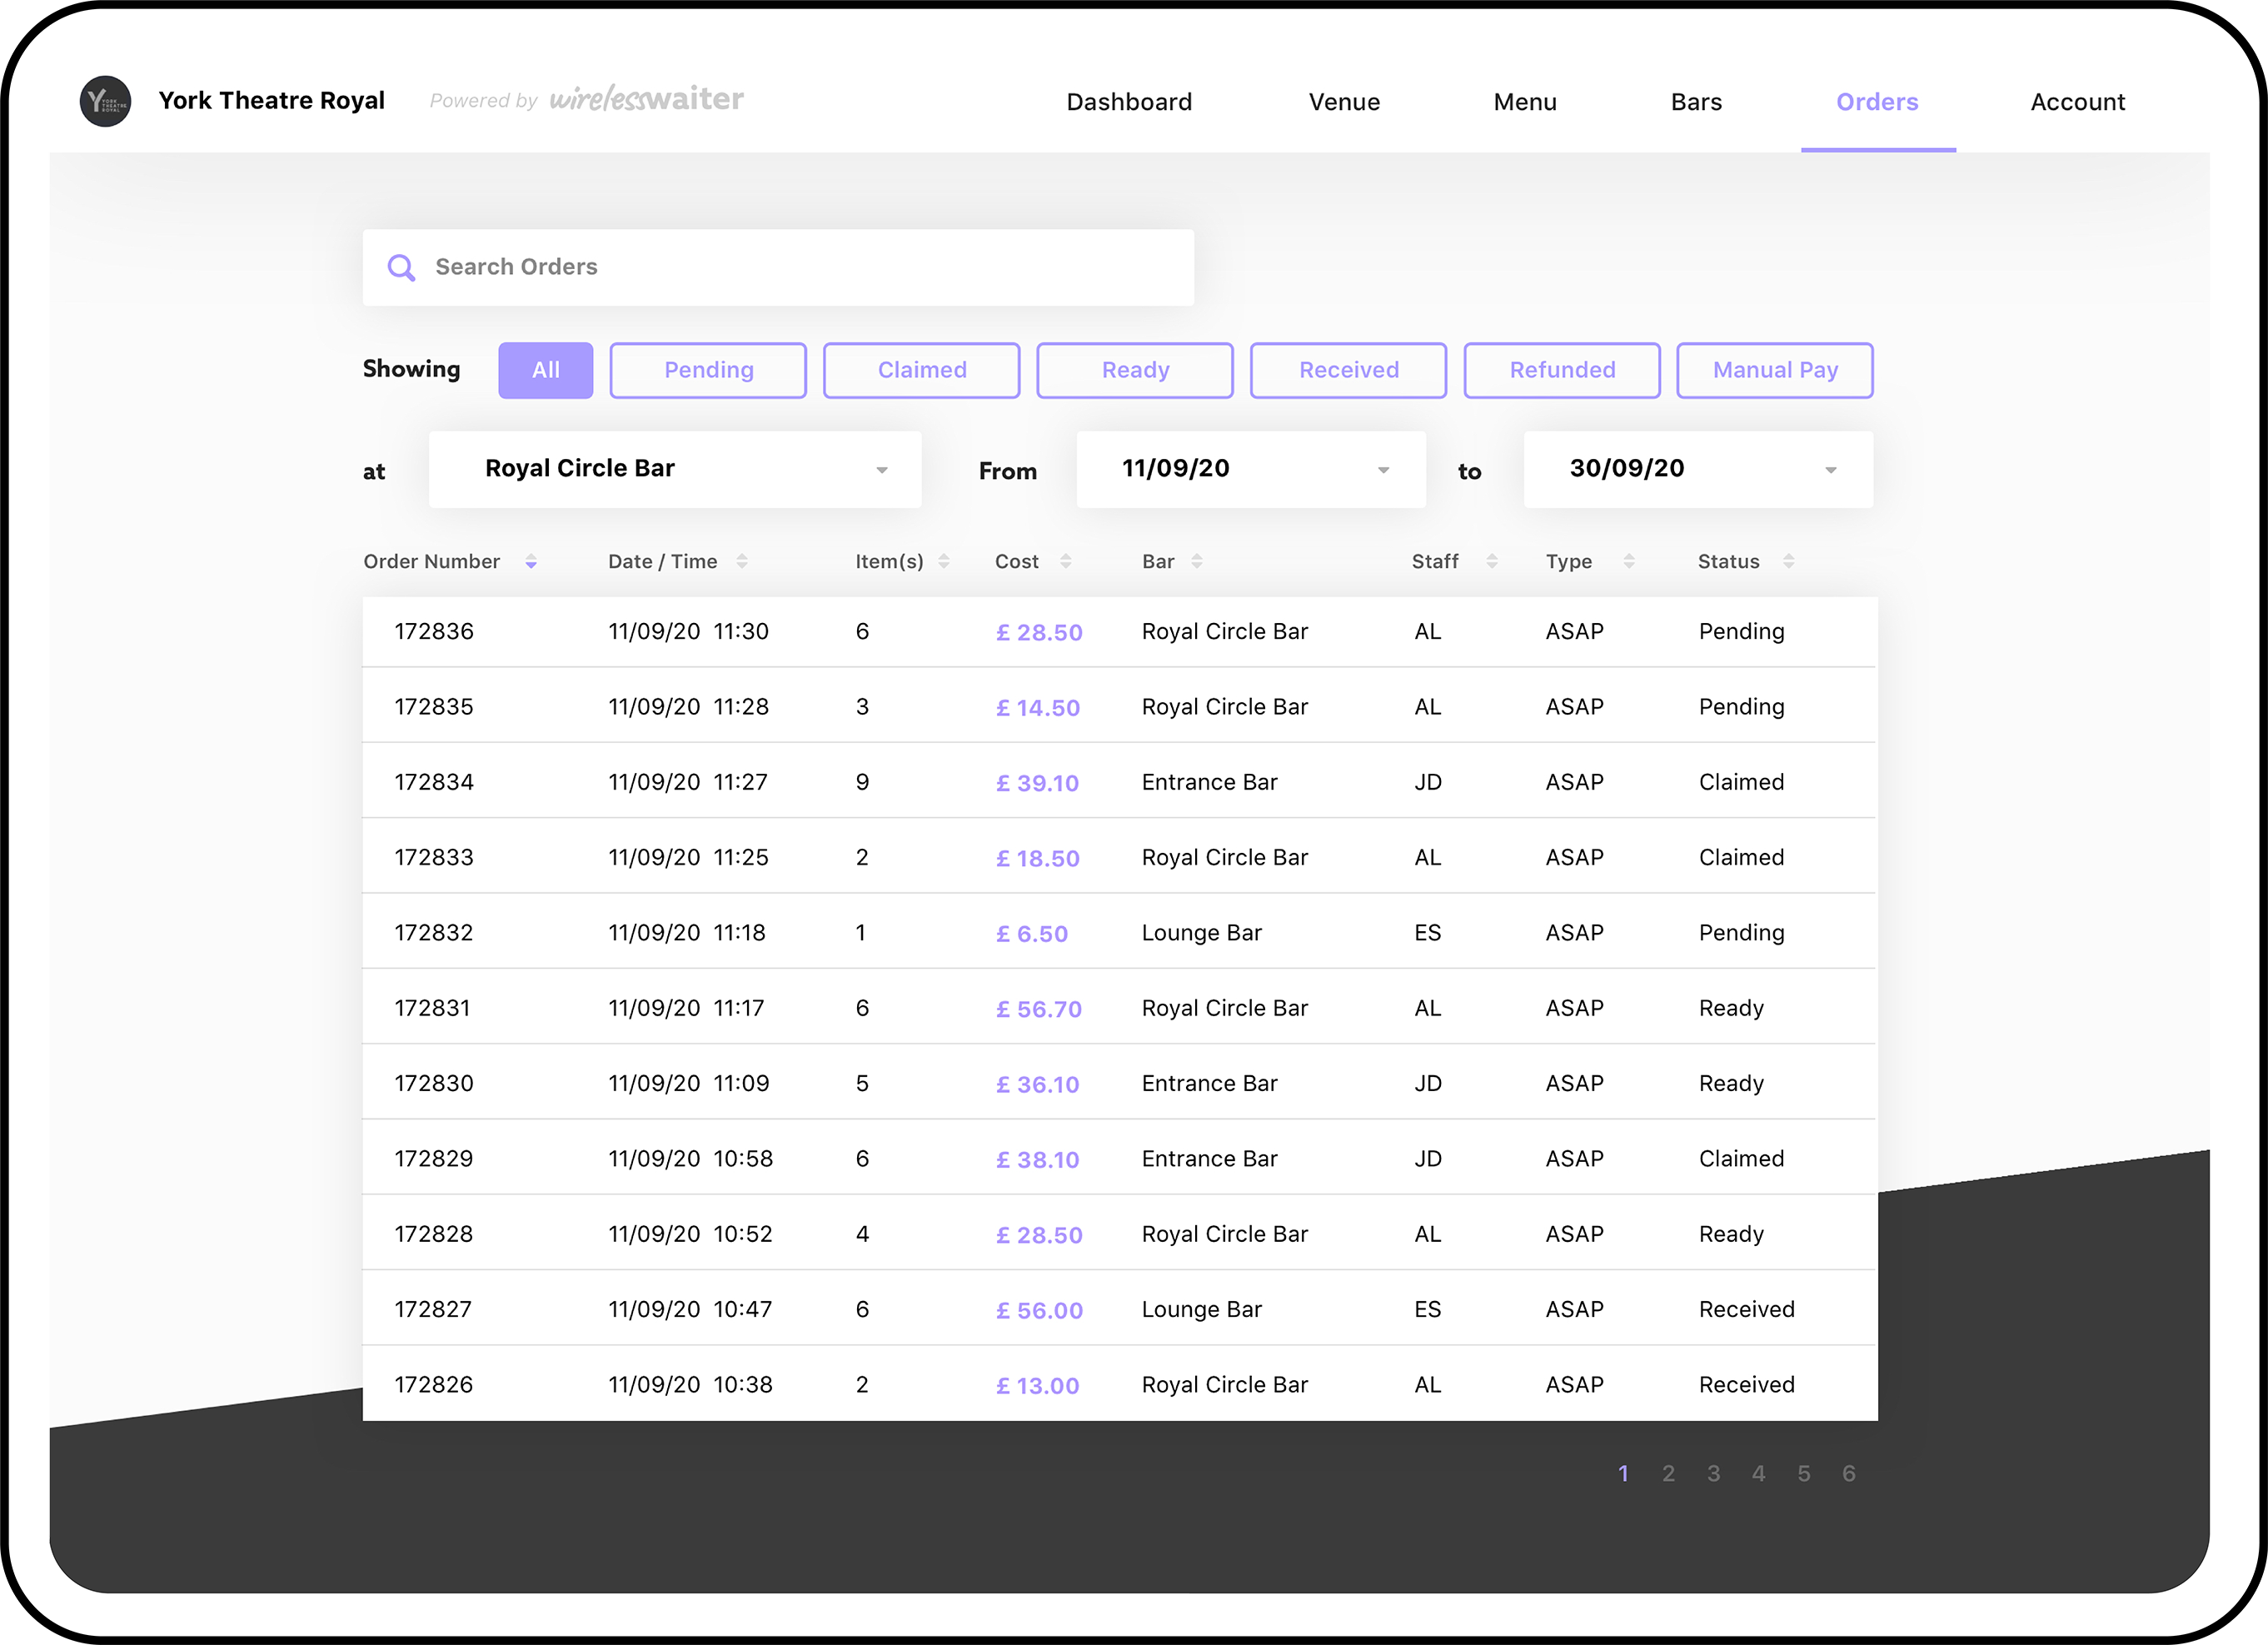 Y YORK THEATRE ROYAL York Theatre Royal Powered by wirelesswaiter Dashboard Venue Menu Bars Orders Account
Search Orders
Showing All Pending Claimed Ready Received Refunded Manual Pay
at Royal Circle Bar From 11/09/20 to 30/09/20
Order Number Date / Time Item(s) Cost Bar Staff Type Status
172836 11/09/20 11:30 6 £ 28.50 Royal Circle Bar AL ASAP Pending
172835 11/09/20 11:28 3 £ 14.50 Royal Circle Bar AL ASAP Pending
172834 11/09/20 11:27 9 £ 39.10 Entrance Bar JD ASAP Claimed
172833 11/09/20 11:25 2 £ 18.50 Royal Circle Bar AL ASAP Claimed
172832 11/09/20 11:18 1 £ 6.50 Lounge Bar ES ASAP Pending
172831 11/09/20 11:17 6 £ 56.70 Royal Circle Bar AL ASAP Ready
172830 11/09/20 11:09 5 £ 36.10 Entrance Bar JD ASAP Ready
172829 11/09/20 10:58 6 £ 38.10 Entrance Bar JD ASAP Claimed
172828 11/09/20 10:52 4 £ 28.50 Royal Circle Bar AL ASAP Ready
172827 11/09/20 10:47 6 £ 56.00 Lounge Bar ES ASAP Received
172826 11/09/20 10:38 2 £ 13.00 Royal Circle Bar AL ASAP Received
1 2 3 4 5 6